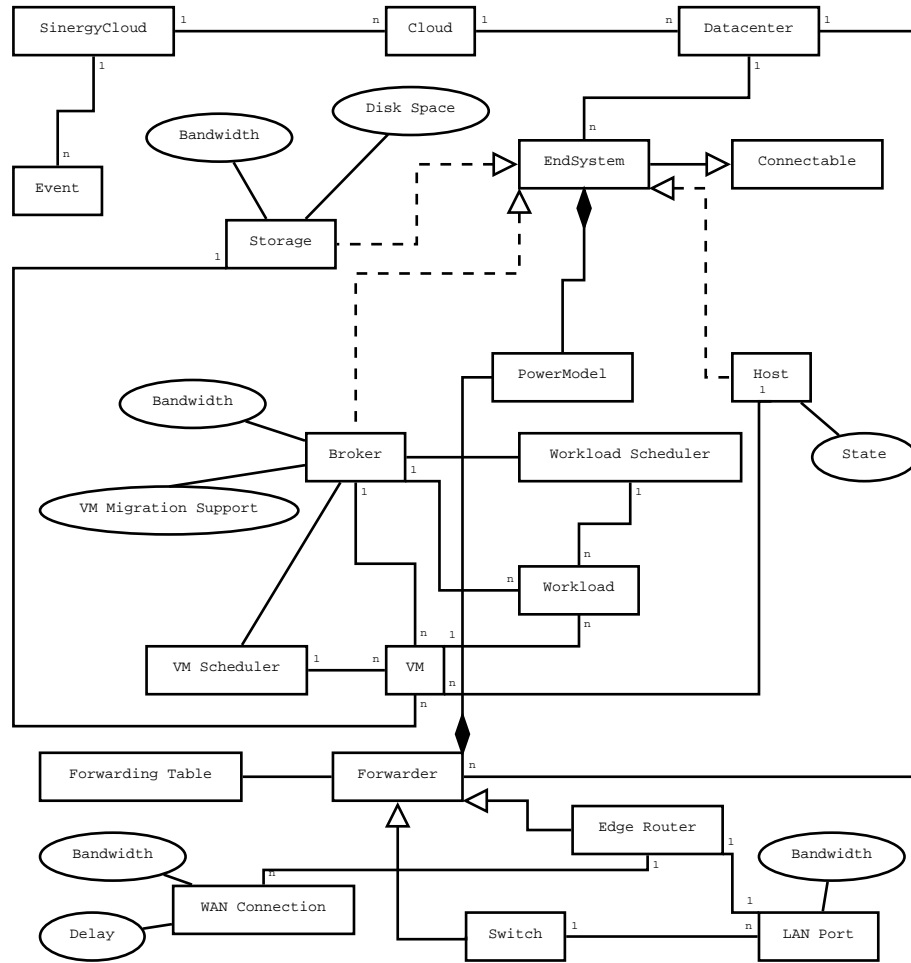 SinergyCloud
1
n
Cloud
1
n
Datacenter
1
1
1
n
Event
Bandwidth
Disk Space
n
EndSystem
Connectable
Storage
1
PowerModel
Host
1
State
Bandwidth
Broker
1
1
Workload Scheduler
1
VM Migration Support
n
n
Workload
n
n
1
VM Scheduler
1
n
VM
n
n
Forwarding Table
Forwarder
n
Edge Router
1
1
Bandwidth
n
WAN Connection
Delay
Bandwidth
Switch
1
n
LAN Port